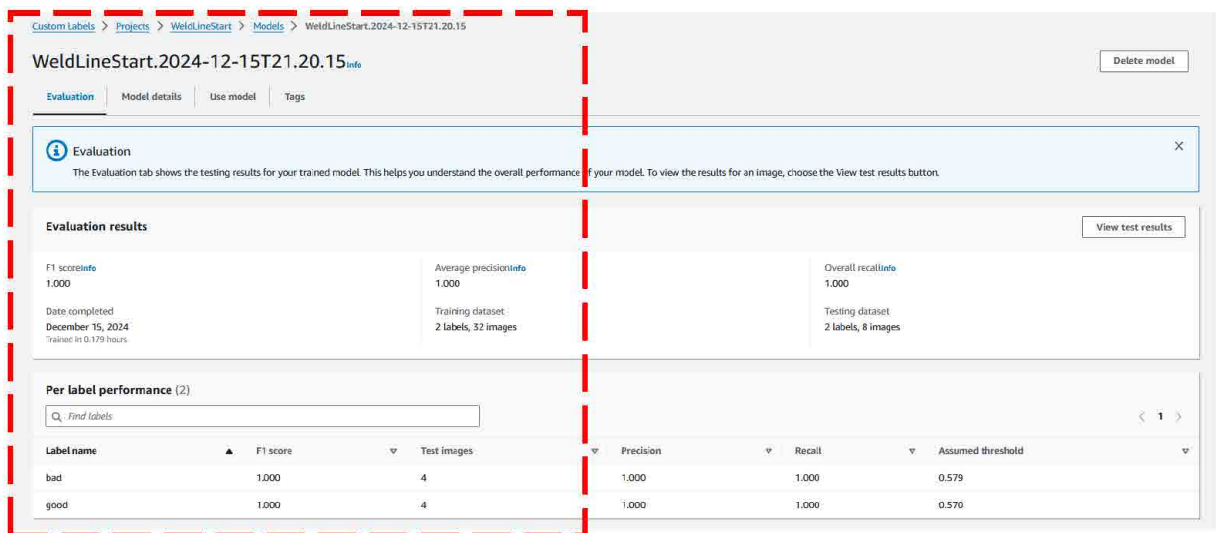 Custom Labels > Projects > WeldLineStart > Models > WeldLineStart.2024-12-15T21.20.15
WeldLineStart.2024-12-15T21.20.15 Info
Delete model
Evaluation Model details Use model Tags
Evaluation
The Evaluation tab shows the testing results for your trained model. This helps you understand the overall performance of your model. To view the results for an image, choose the View test results button.
Evaluation results
View test results
F1 score Info Average precision Info Overall recall Info
1.000 1.000 1.000
Date completed Training dataset Testing dataset
December 15, 2024 2 labels, 32 images 2 labels, 8 images
Trained in 0.179 hours
Per label performance (2)
Find labels
< 1 >
Label name F1 score Test images Precision Recall Assumed threshold
bad 1.000 4 1.000 1.000 0.579
good 1.000 4 1.000 1.000 0.570